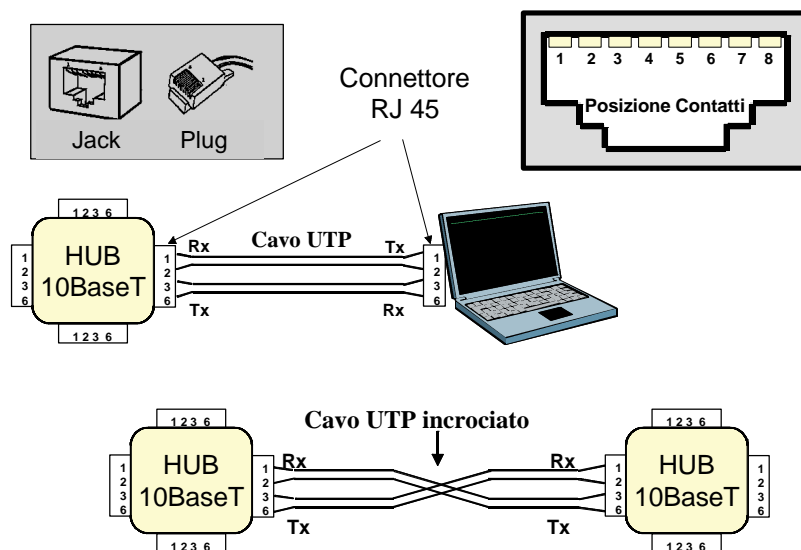 Jack
Plug
Connettore
RJ 45
1 2 3 4 5 6 7 8
Posizione Contatti
1 2 3 6
HUB
10BaseT
1
2
3
6
1
2
3
6
1 2 3 6
Rx
Cavo UTP
Tx
Tx
Rx
1
2
3
6
Cavo UTP incrociato
1 2 3 6
HUB
10BaseT
1
2
3
6
1
2
3
6
1 2 3 6
Rx
Tx
Rx
Tx
1 2 3 6
HUB
10BaseT
1
2
3
6
1
2
3
6
1 2 3 6